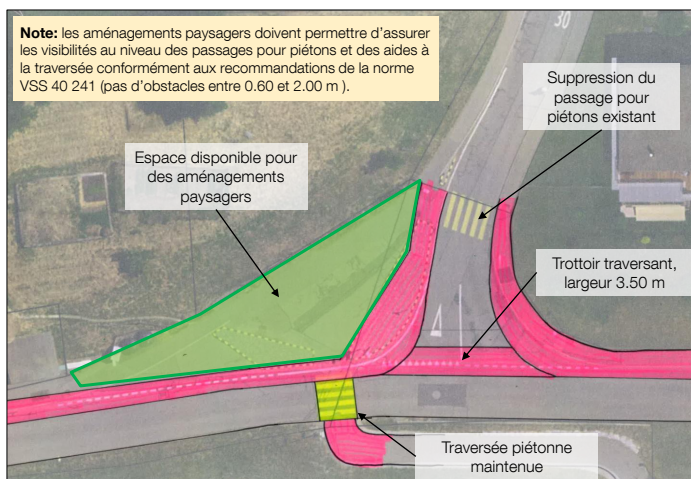 Note: les aménagements paysagers doivent permettre d'assurer
les visibilités au niveau des passages pour piétons et des aides à
la traversée conformément aux recommandations de la norme
VSS 40 241 (pas d'obstacles entre 0.60 et 2.00 m ).
30
Suppression du
passage pour
piétons existant
Espace disponible pour
des aménagements
paysagers
Trottoir traversant,
largeur 3.50 m
Traversée piétonne
maintenue